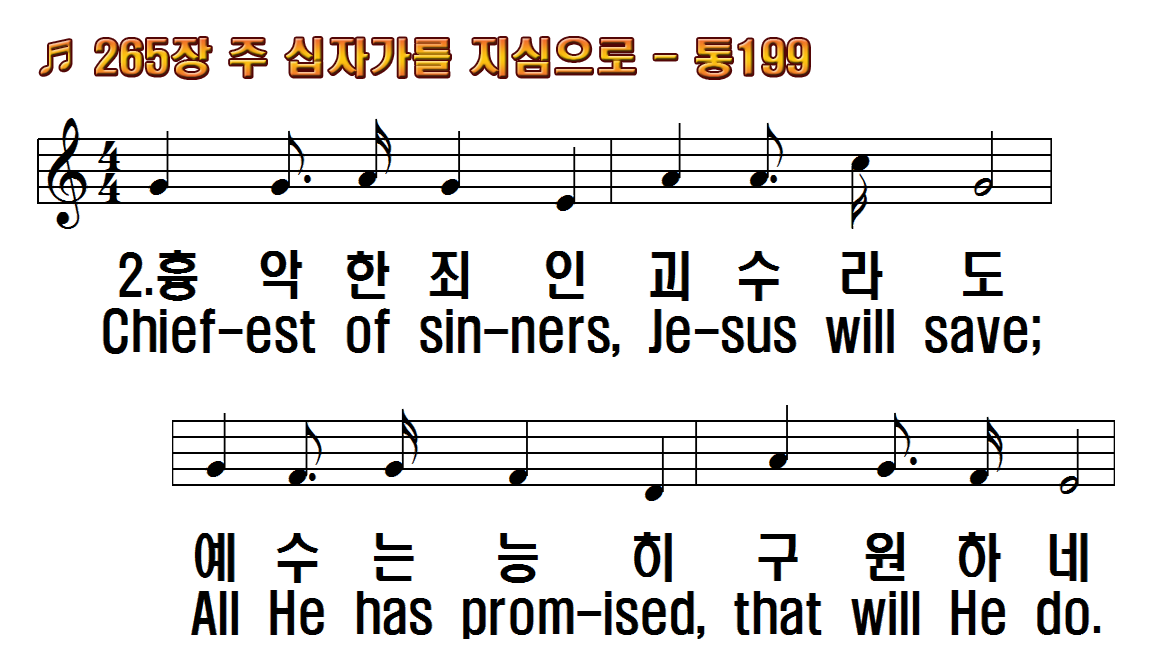 ♬ 265장 주 십자가를 지심으로 - 통199
2.흉 악 한 죄 인 괴 수 라 도
Chief-est of sin-ners, Je-sus will save;
예 수 는 능 히 구 원 하 네
All He has prom-ised, that will He do.